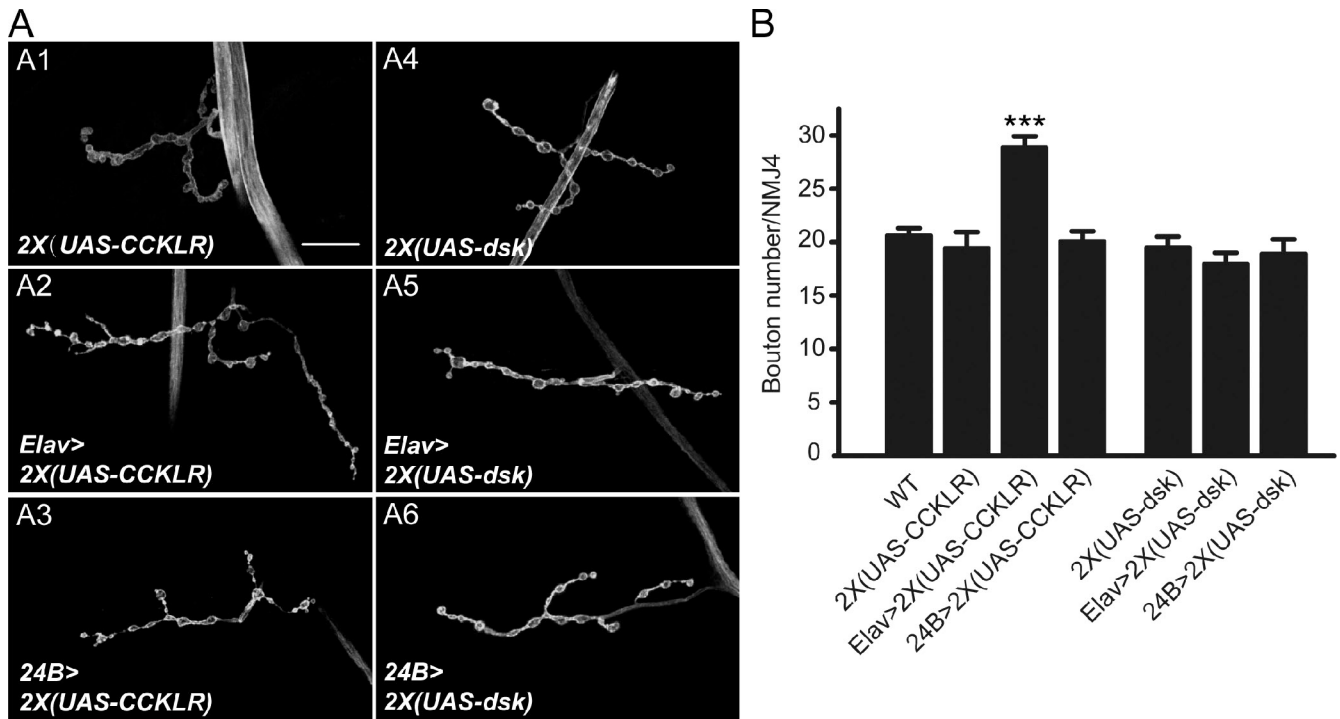 A
B
A1
2X(UAS-CCKLR)
A4
2X(UAS-dsk)
A2
Elav>
2X(UAS-CCKLR)
A5
Elav>
2X(UAS-dsk)
A3
24B>
2X(UAS-CCKLR)
A6
24B>
2X(UAS-dsk)
Bouton number/NMJ4
30
25
20
15
10
5
0
***
WT
2X(UAS-CCKLR)
Elav>2X(UAS-CCKLR)
24B>2X(UAS-CCKLR)
2X(UAS-dsk)
Elav>2X(UAS-dsk)
24B>2X(UAS-dsk)